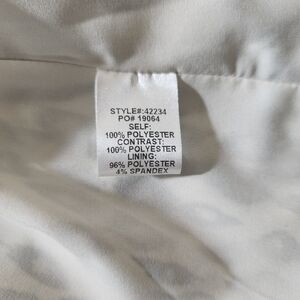 STYLE#:42234
PO# 19064
SELF:
100% POLYESTER
CONTRAST:
100% POLYESTER
LINING:
96% POLYESTER
4% SPANDEX